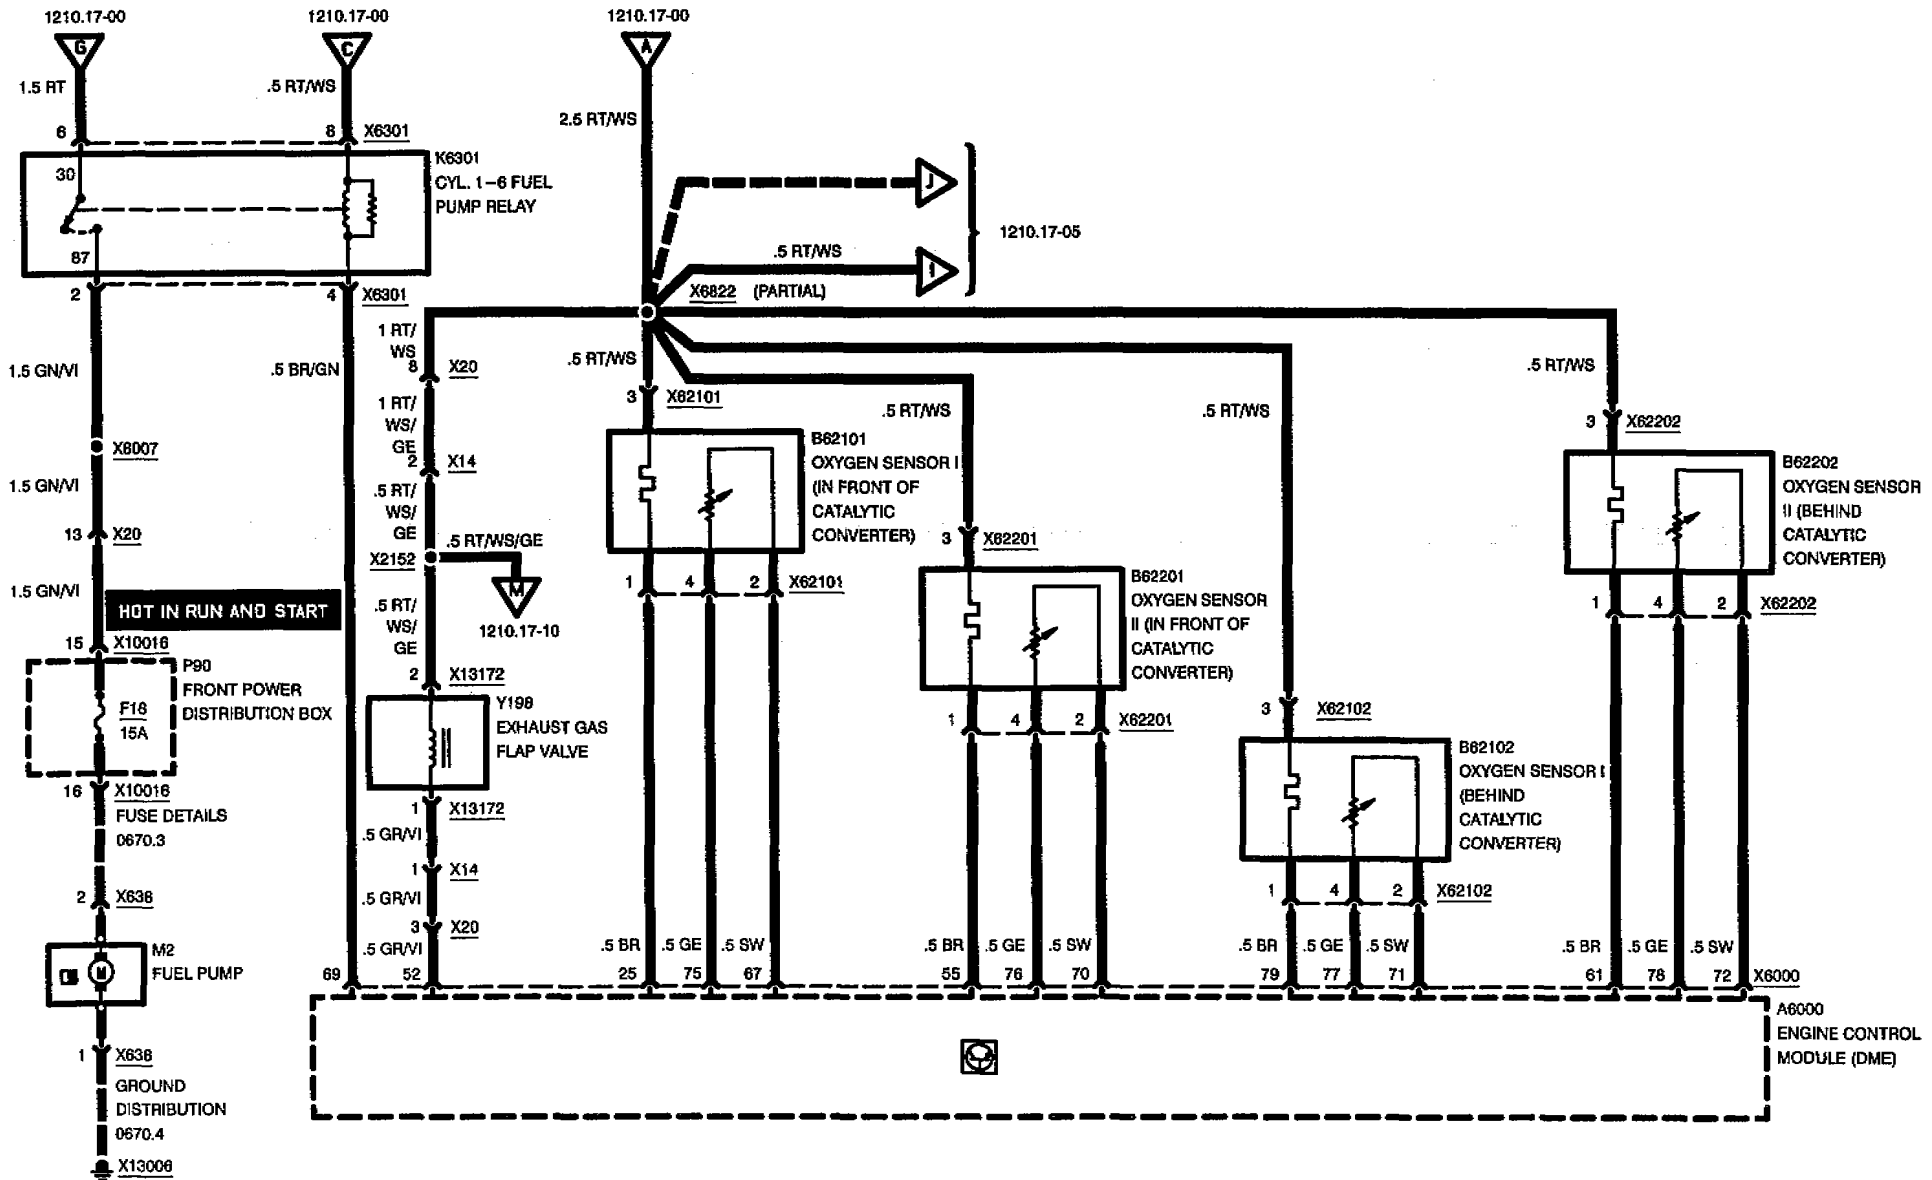 1210.17-00
1210.17-00
1210.17-00
G
C
A
1.5 RT
.5 RT/WS
2.5 RT/WS
6
8
X6301
30
K6301
CYL. 1-6 FUEL
PUMP RELAY
87
J
1210.17-05
.5 RT/WS
I
2
4
X6301
X6822 (PARTIAL)
1.5 GN/VI
.5 BR/GN
1 RT/
WS
8
X20
.5 RT/WS
3
X62101
.5 RT/WS
.5 RT/WS
.5 RT/WS
3
X62202
1 RT/
WS/
GE
2
X14
X6007
1.5 GN/VI
.5 RT/
WS/
GE
B62101
OXYGEN SENSOR I
(IN FRONT OF
CATALYTIC
CONVERTER)
B62202
OXYGEN SENSOR
II (BEHIND
CATALYTIC
CONVERTER)
13
X20
X2152
.5 RT/WS/GE
M
1210.17-10
3
X62201
1.5 GN/VI
HOT IN RUN AND START
.5 RT/
WS/
GE
1
4
2
X62101
B62201
OXYGEN SENSOR
II (IN FRONT OF
CATALYTIC
CONVERTER)
1
4
2
X62202
15
X10016
P90
FRONT POWER
DISTRIBUTION BOX
F18
15A
2
X13172
Y198
EXHAUST GAS
FLAP VALVE
1
4
2
X62201
3
X62102
16
X10016
FUSE DETAILS
0670.3
1
X13172
.5 GR/VI
B62102
OXYGEN SENSOR I
(BEHIND
CATALYTIC
CONVERTER)
1
X14
.5 GR/VI
2
X638
3
X20
.5 GR/VI
1
4
2
X62102
M2
FUEL PUMP
M
.5 BR
.5 GE
.5 SW
.5 BR
.5 GE
.5 SW
.5 BR
.5 GE
.5 SW
.5 BR
.5 GE
.5 SW
69
52
25
75
67
55
76
70
79
77
71
61
78
72
X6000
A6000
ENGINE CONTROL
MODULE (DME)
1
X638
GROUND
DISTRIBUTION
0670.4
X13006